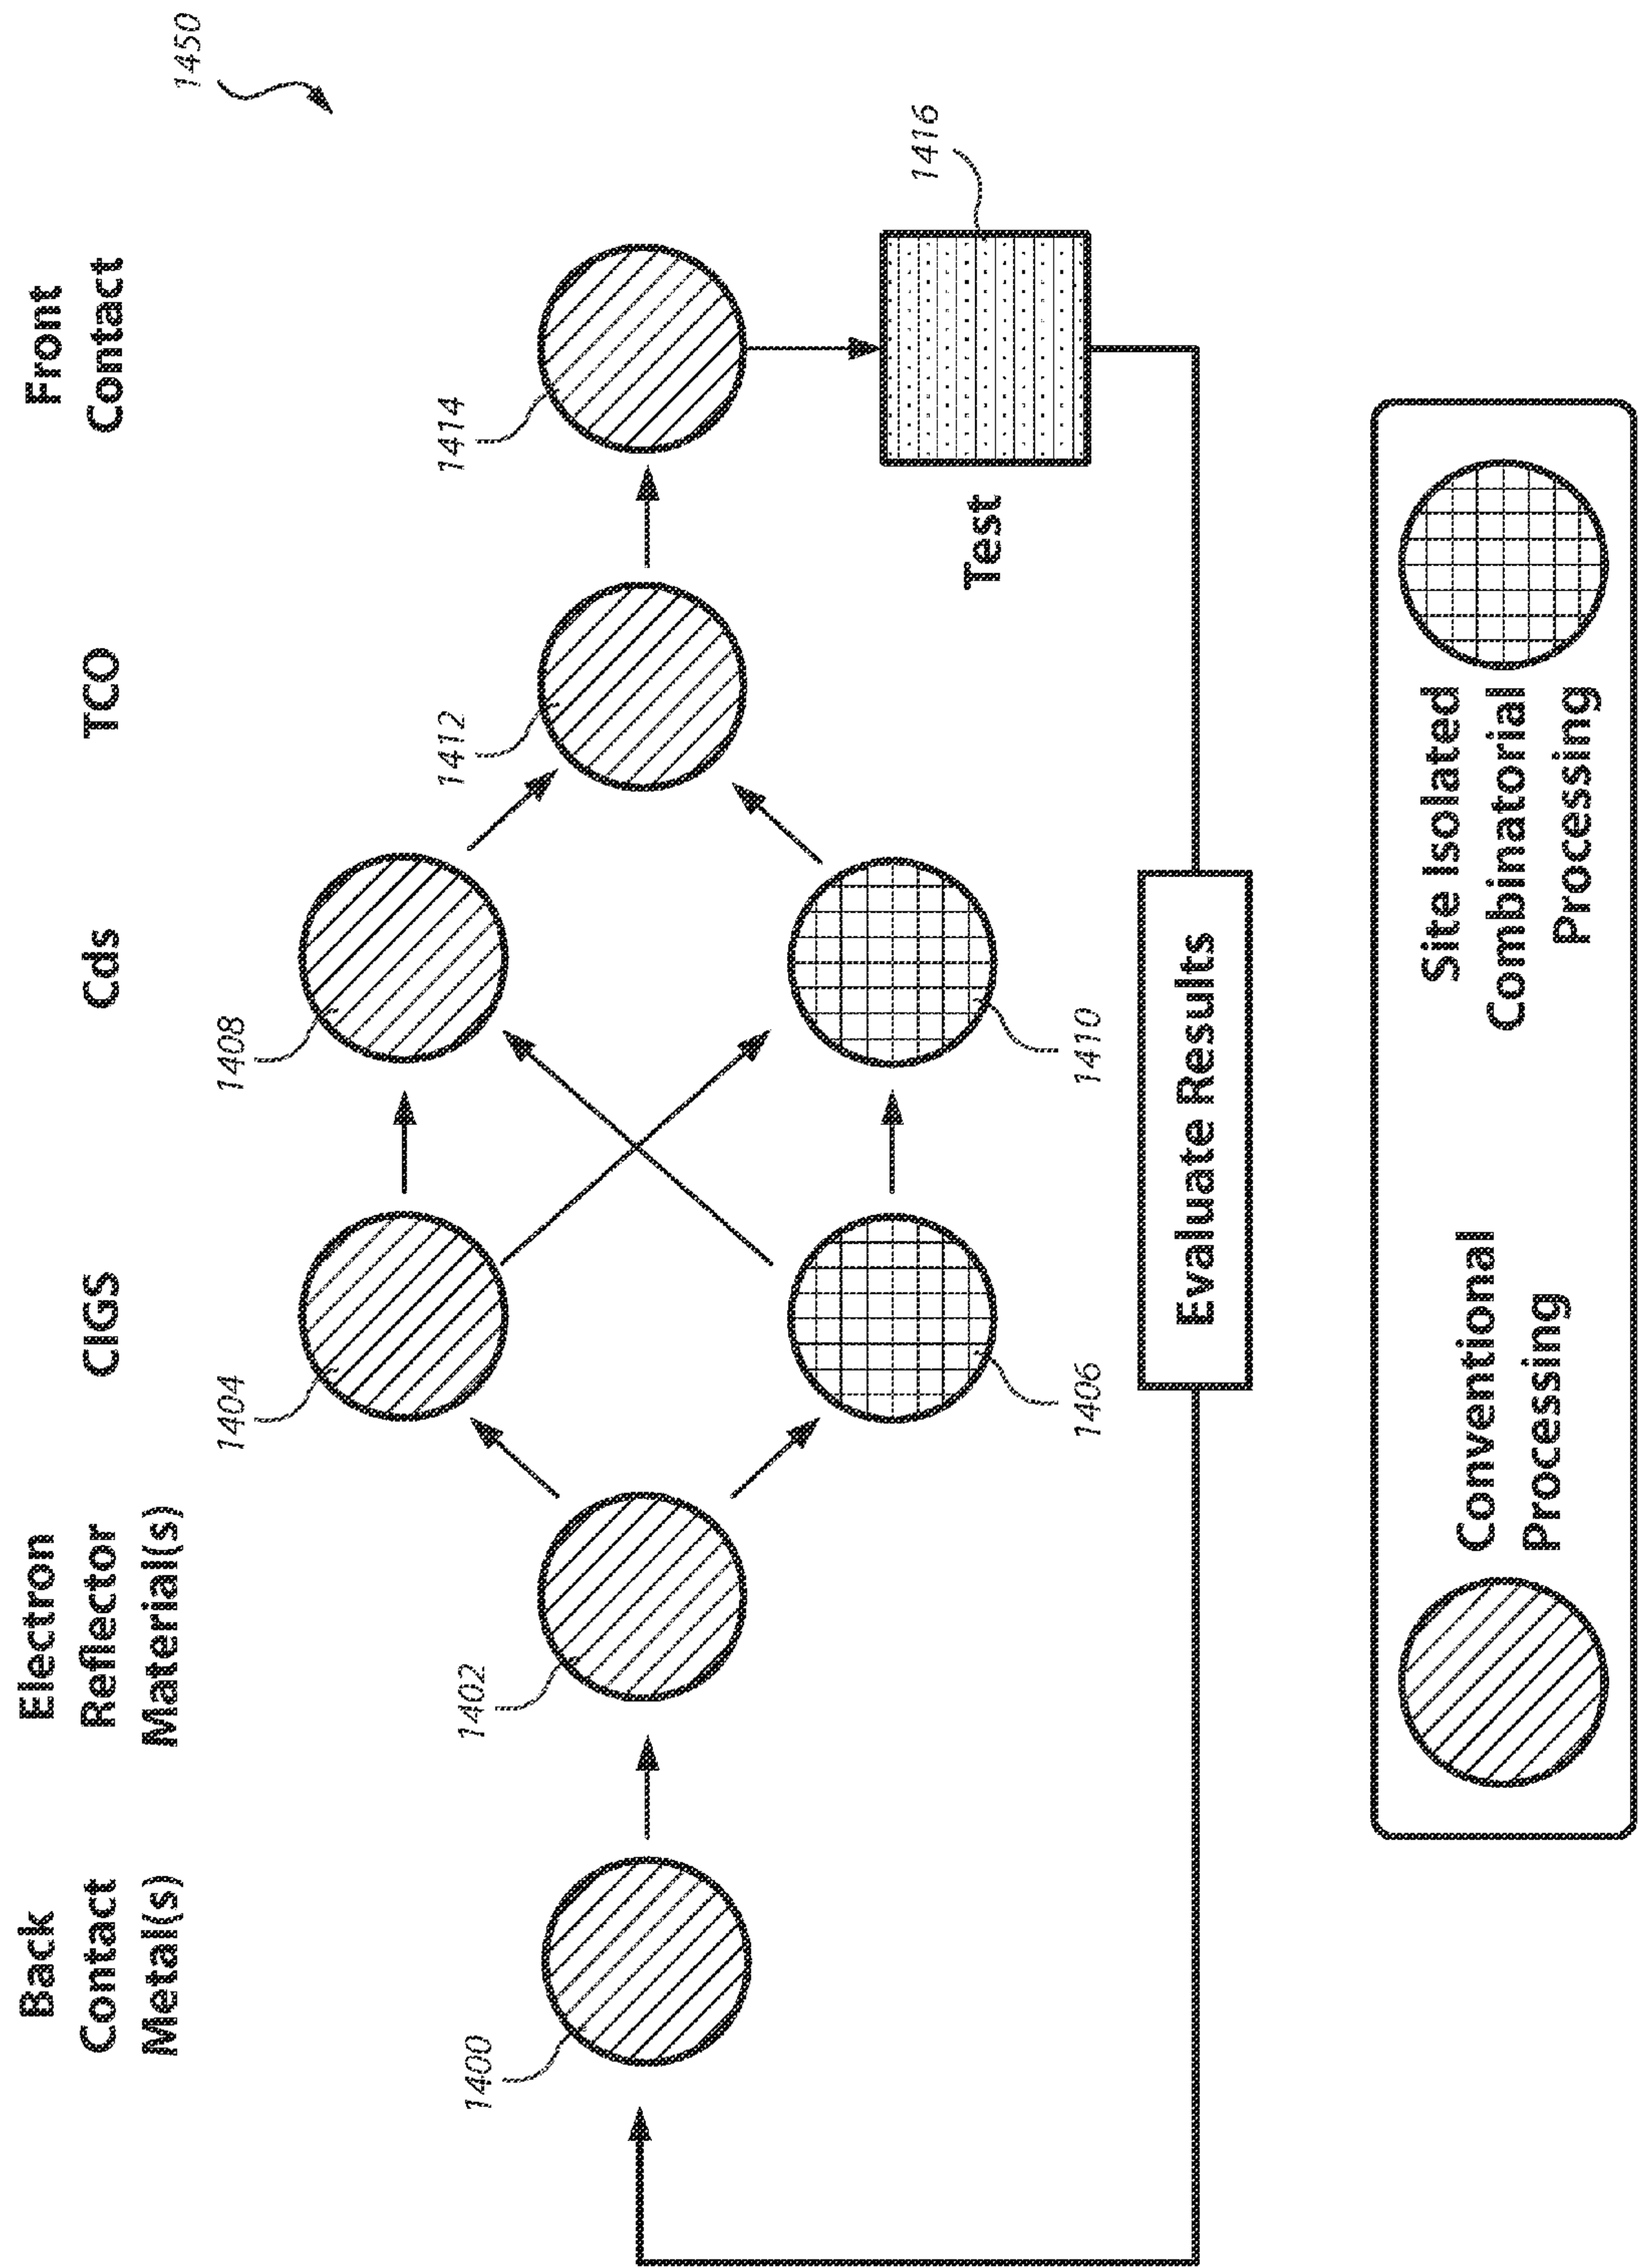 1450
Back
Contact
Metal(s)
Electron
Reflector
Material(s)
CIGS
Cds
TCO
Front
Contact
1400
1402
1404
1406
1408
1410
1412
1414
1416
Test
Evaluate Results
Conventional
Processing
Site Isolated
Combinatorial
Processing